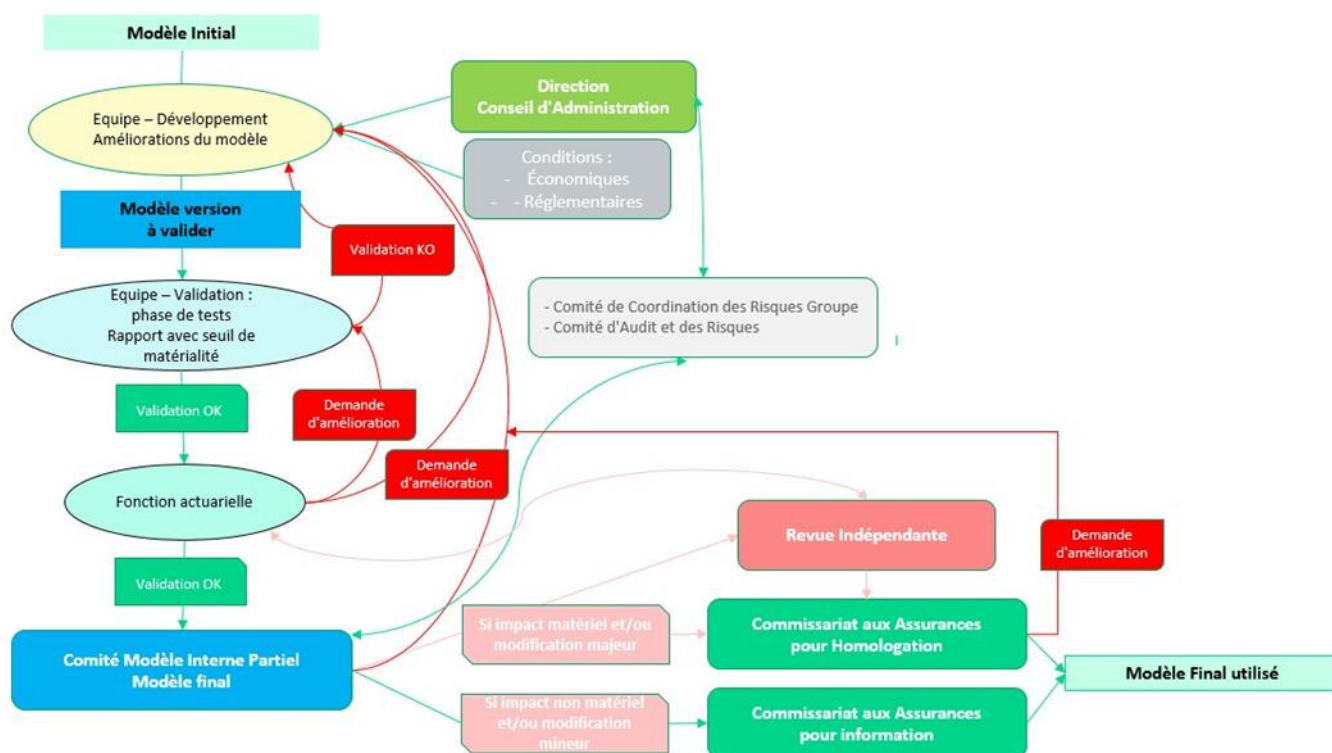 Modèle Initial
Equipe – Développement
Améliorations du modèle
Direction
Conseil d'Administration
Conditions :
- Économiques
- - Réglementaires
Modèle version
à valider
Validation KO
Equipe – Validation :
phase de tests
Rapport avec seuil de
matérialité
- Comité de Coordination des Risques Groupe
- Comité d'Audit et des Risques
Validation OK
Demande
d'amélioration
Demande
d'amélioration
Fonction actuarielle
Revue Indépendante
Demande
d'amélioration
Validation OK
Comité Modèle Interne Partiel
Modèle final
Si impact matériel et/ou
modification majeur
Commissariat aux Assurances
pour Homologation
Modèle Final utilisé
Si impact non matériel
et/ou modification
mineur
Commissariat aux Assurances
pour information